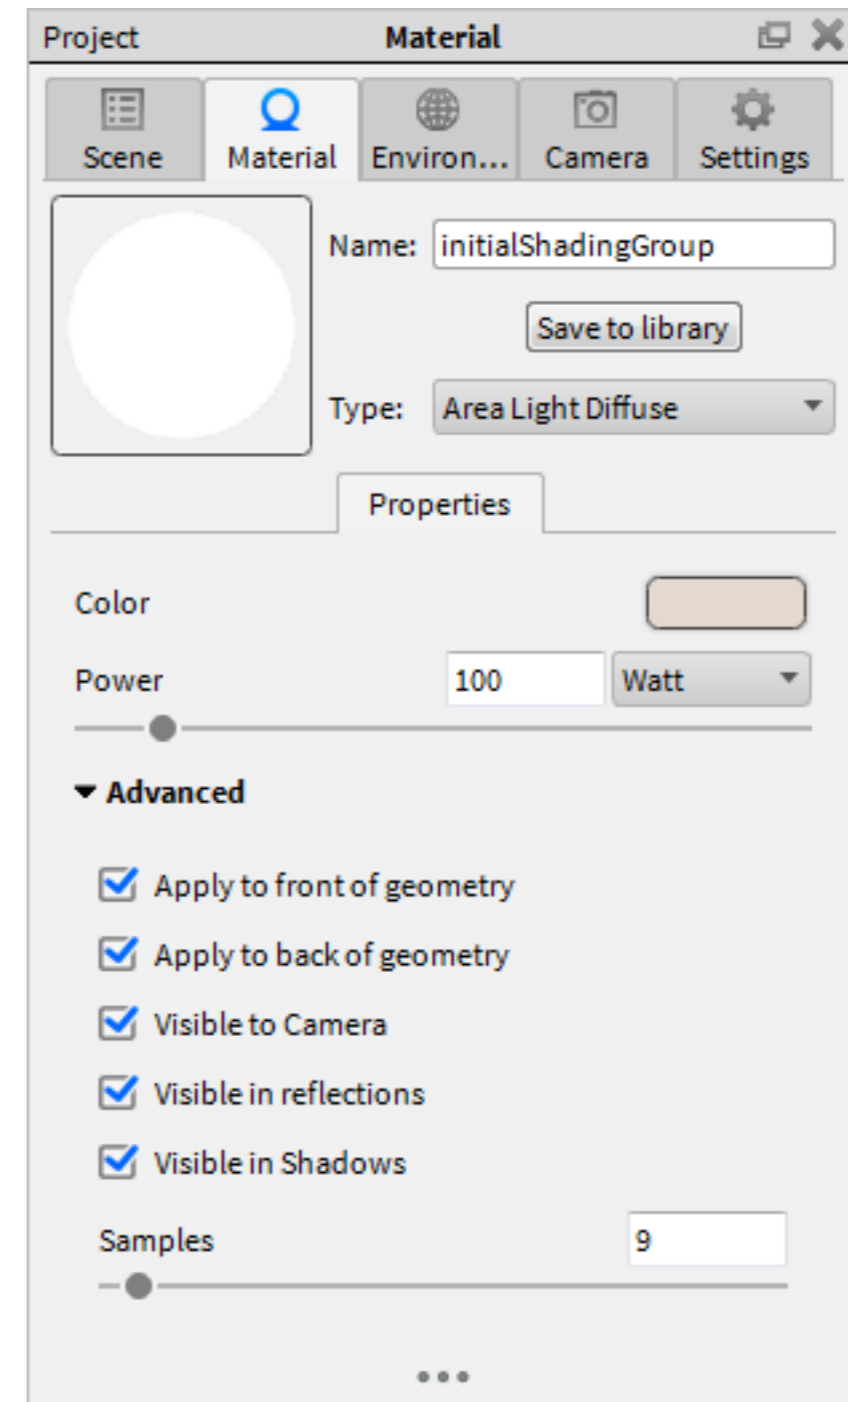 Project Material
Scene Material Environ... Camera Settings
Name: initialShadingGroup
Save to library
Type: Area Light Diffuse
Properties
Color
Power 100 Watt
Advanced
Apply to front of geometry
Apply to back of geometry
Visible to Camera
Visible in reflections
Visible in Shadows
Samples 9